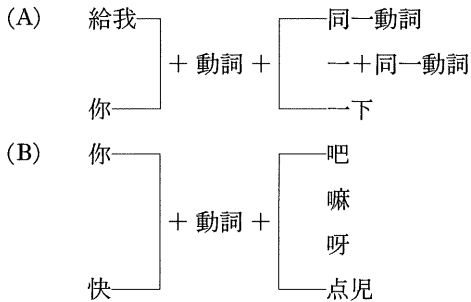 (A) 給我 同一動詞
+ 動詞 + 一+同一動詞
你 一下
(B) 你 吧
嘛
+ 動詞 +
呀
快 点児